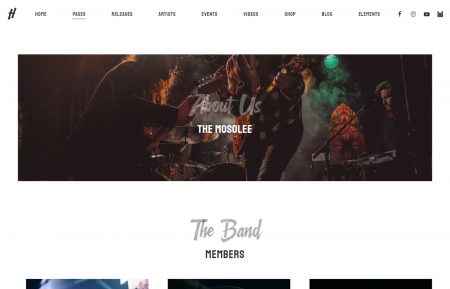 H
HOME PAGES RELEASES ARTISTS EVENTS VIDEOS SHOP BLOG ELEMENTS
About Us
THE MOSOLEE
The Band
MEMBERS